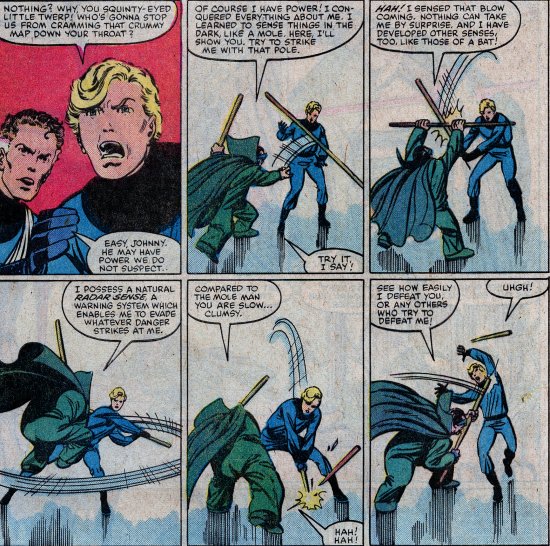 NOTHING? WHY, YOU SQUINTY-EYED
LITTLE TWERP! WHO'S GONNA STOP
US FROM CRAMMING THAT CRUMMY
MAP DOWN YOUR THROAT?
EASY, JOHNNY.
HE MAY HAVE
POWER WE DO
NOT SUSPECT.
OF COURSE I HAVE POWER! I CON-
QUERED EVERYTHING ABOUT ME. I
LEARNED TO SENSE THINGS IN THE
DARK, LIKE A MOLE. HERE, I'LL
SHOW YOU. TRY TO STRIKE
ME WITH THAT POLE.
TRY IT,
I SAY!
HAH! I SENSED THAT BLOW
COMING. NOTHING CAN TAKE
ME BY SURPRISE, AND I HAVE
DEVELOPED OTHER SENSES,
TOO. LIKE THOSE OF A BAT!
I POSSESS A NATURAL
RADAR SENSE, A
WARNING SYSTEM WHICH
ENABLES ME TO EVADE
WHATEVER DANGER
STRIKES AT ME.
COMPARED TO
THE MOLE MAN
YOU ARE SLOW...
CLUMSY.
HAH!
HAH!
SEE HOW EASILY
I DEFEAT YOU,
OR ANY OTHERS
WHO TRY TO
DEFEAT ME!
UHGH!